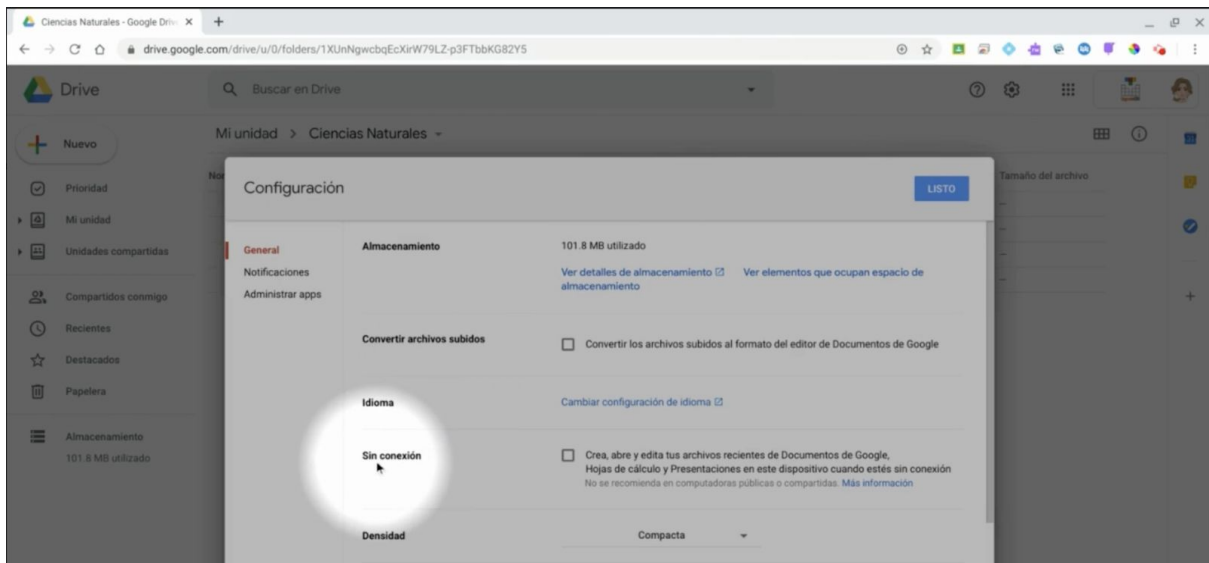 Ciencias Naturales - Google Driv
drive.google.com/drive/u/0/folders/1XUnNgwcbqEcXirW79LZ-p3FTbbKG82Y5
Drive
Buscar en Drive
Nuevo
Mi unidad > Ciencias Naturales
Prioridad
Mi unidad
Unidades compartidas
Compartidos conmigo
Recientes
Destacados
Papelera
Almacenamiento
101.8 MB utilizado
Tamaño del archivo
Configuración
LISTO
General
Notificaciones
Administrar apps
Almacenamiento
101.8 MB utilizado
Ver detalles de almacenamiento Ver elementos que ocupan espacio de
almacenamiento
Convertir archivos subidos
Convertir los archivos subidos al formato del editor de Documentos de Google
Idioma
Cambiar configuración de idioma
Sin conexión
Crea, abre y edita tus archivos recientes de Documentos de Google,
Hojas de cálculo y Presentaciones en este dispositivo cuando estés sin conexión
No se recomienda en computadoras públicas o compartidas. Más información
Densidad
Compacta